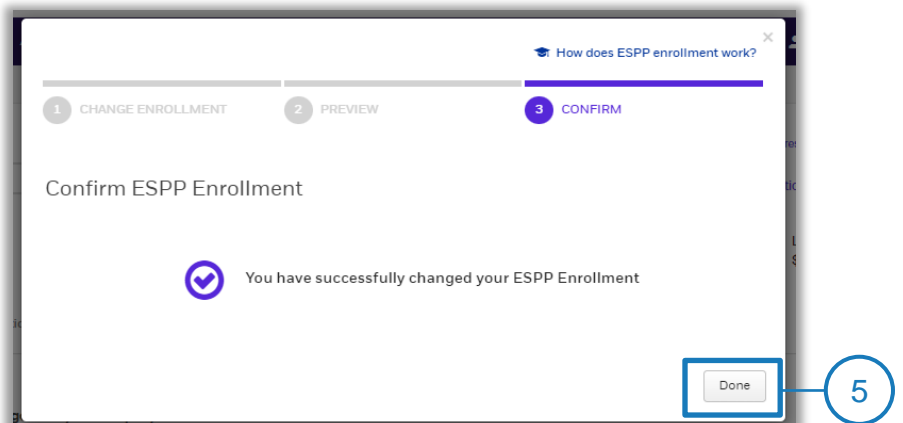 ×
How does ESPP enrollment work?
1 CHANGE ENROLLMENT 2 PREVIEW 3 CONFIRM
Confirm ESPP Enrollment
You have successfully changed your ESPP Enrollment
Done
5